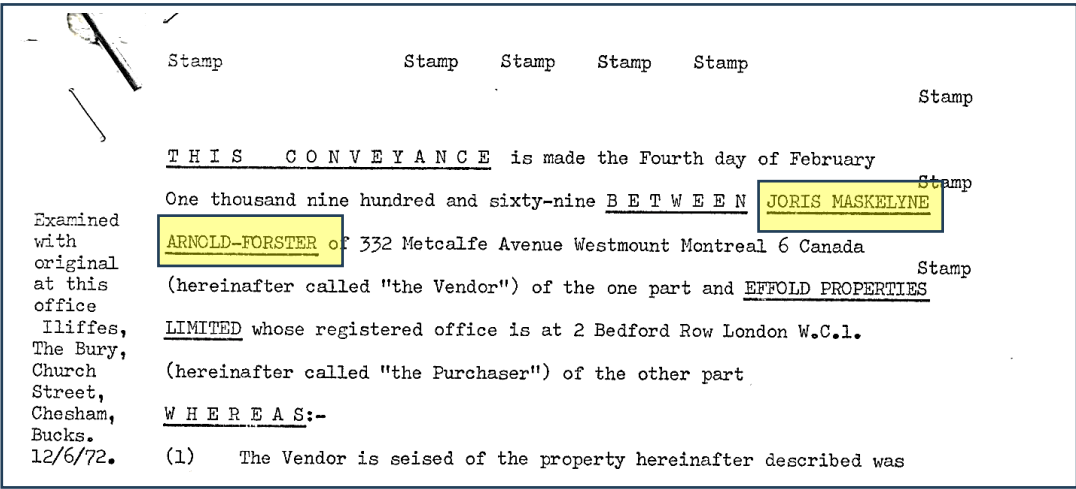 Stamp Stamp Stamp Stamp Stamp
Stamp
THIS CONVEYANCE is made the Fourth day of February
Stamp
One thousand nine hundred and sixty-nine BETWEEN JORIS MASKELYNE
ARNOLD-FORSTER of 332 Metcalfe Avenue Westmount Montreal 6 Canada
Stamp
(hereinafter called "the Vendor") of the one part and EFFOLD PROPERTIES
LIMITED whose registered office is at 2 Bedford Row London W.C.1.
(hereinafter called "the Purchaser") of the other part
WHEREAS:-
(1) The Vendor is seised of the property hereinafter described was
Examined
with
original
at this
office
Iliffes,
The Bury,
Church
Street,
Chesham,
Bucks.
12/6/72.